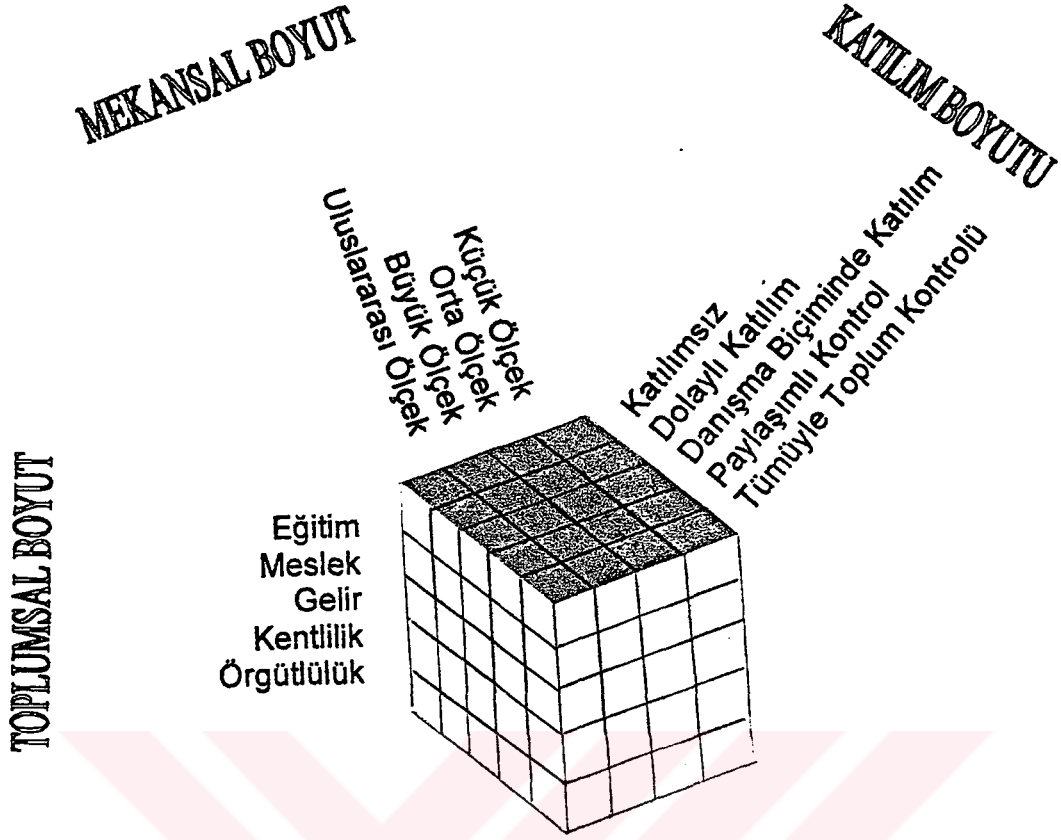 MEKANSAL BOYUT
KATILIM BOYUTU
Uluslararası Ölçek
Büyük Ölçek
Orta Ölçek
Küçük Ölçek
Katılımsız
Dolaylı Katılım
Danışma Biçiminde Katılım
Paylaşımlı Kontrol
Tümüyle Toplum Kontrolü
TOPLUMSAL BOYUT
Eğitim
Meslek
Gelir
Kentlilik
Örgütlülük